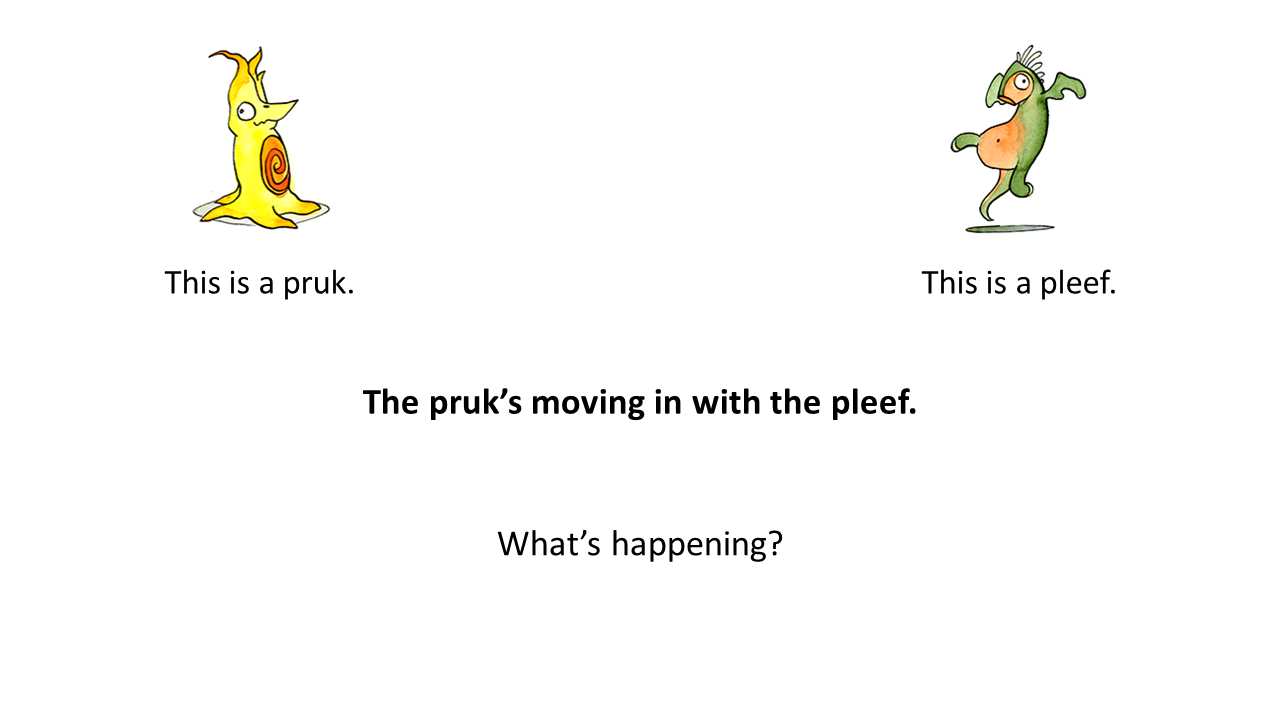 This is a pruk.
This is a pleef.
The pruk’s moving in with the pleef.
What’s happening?